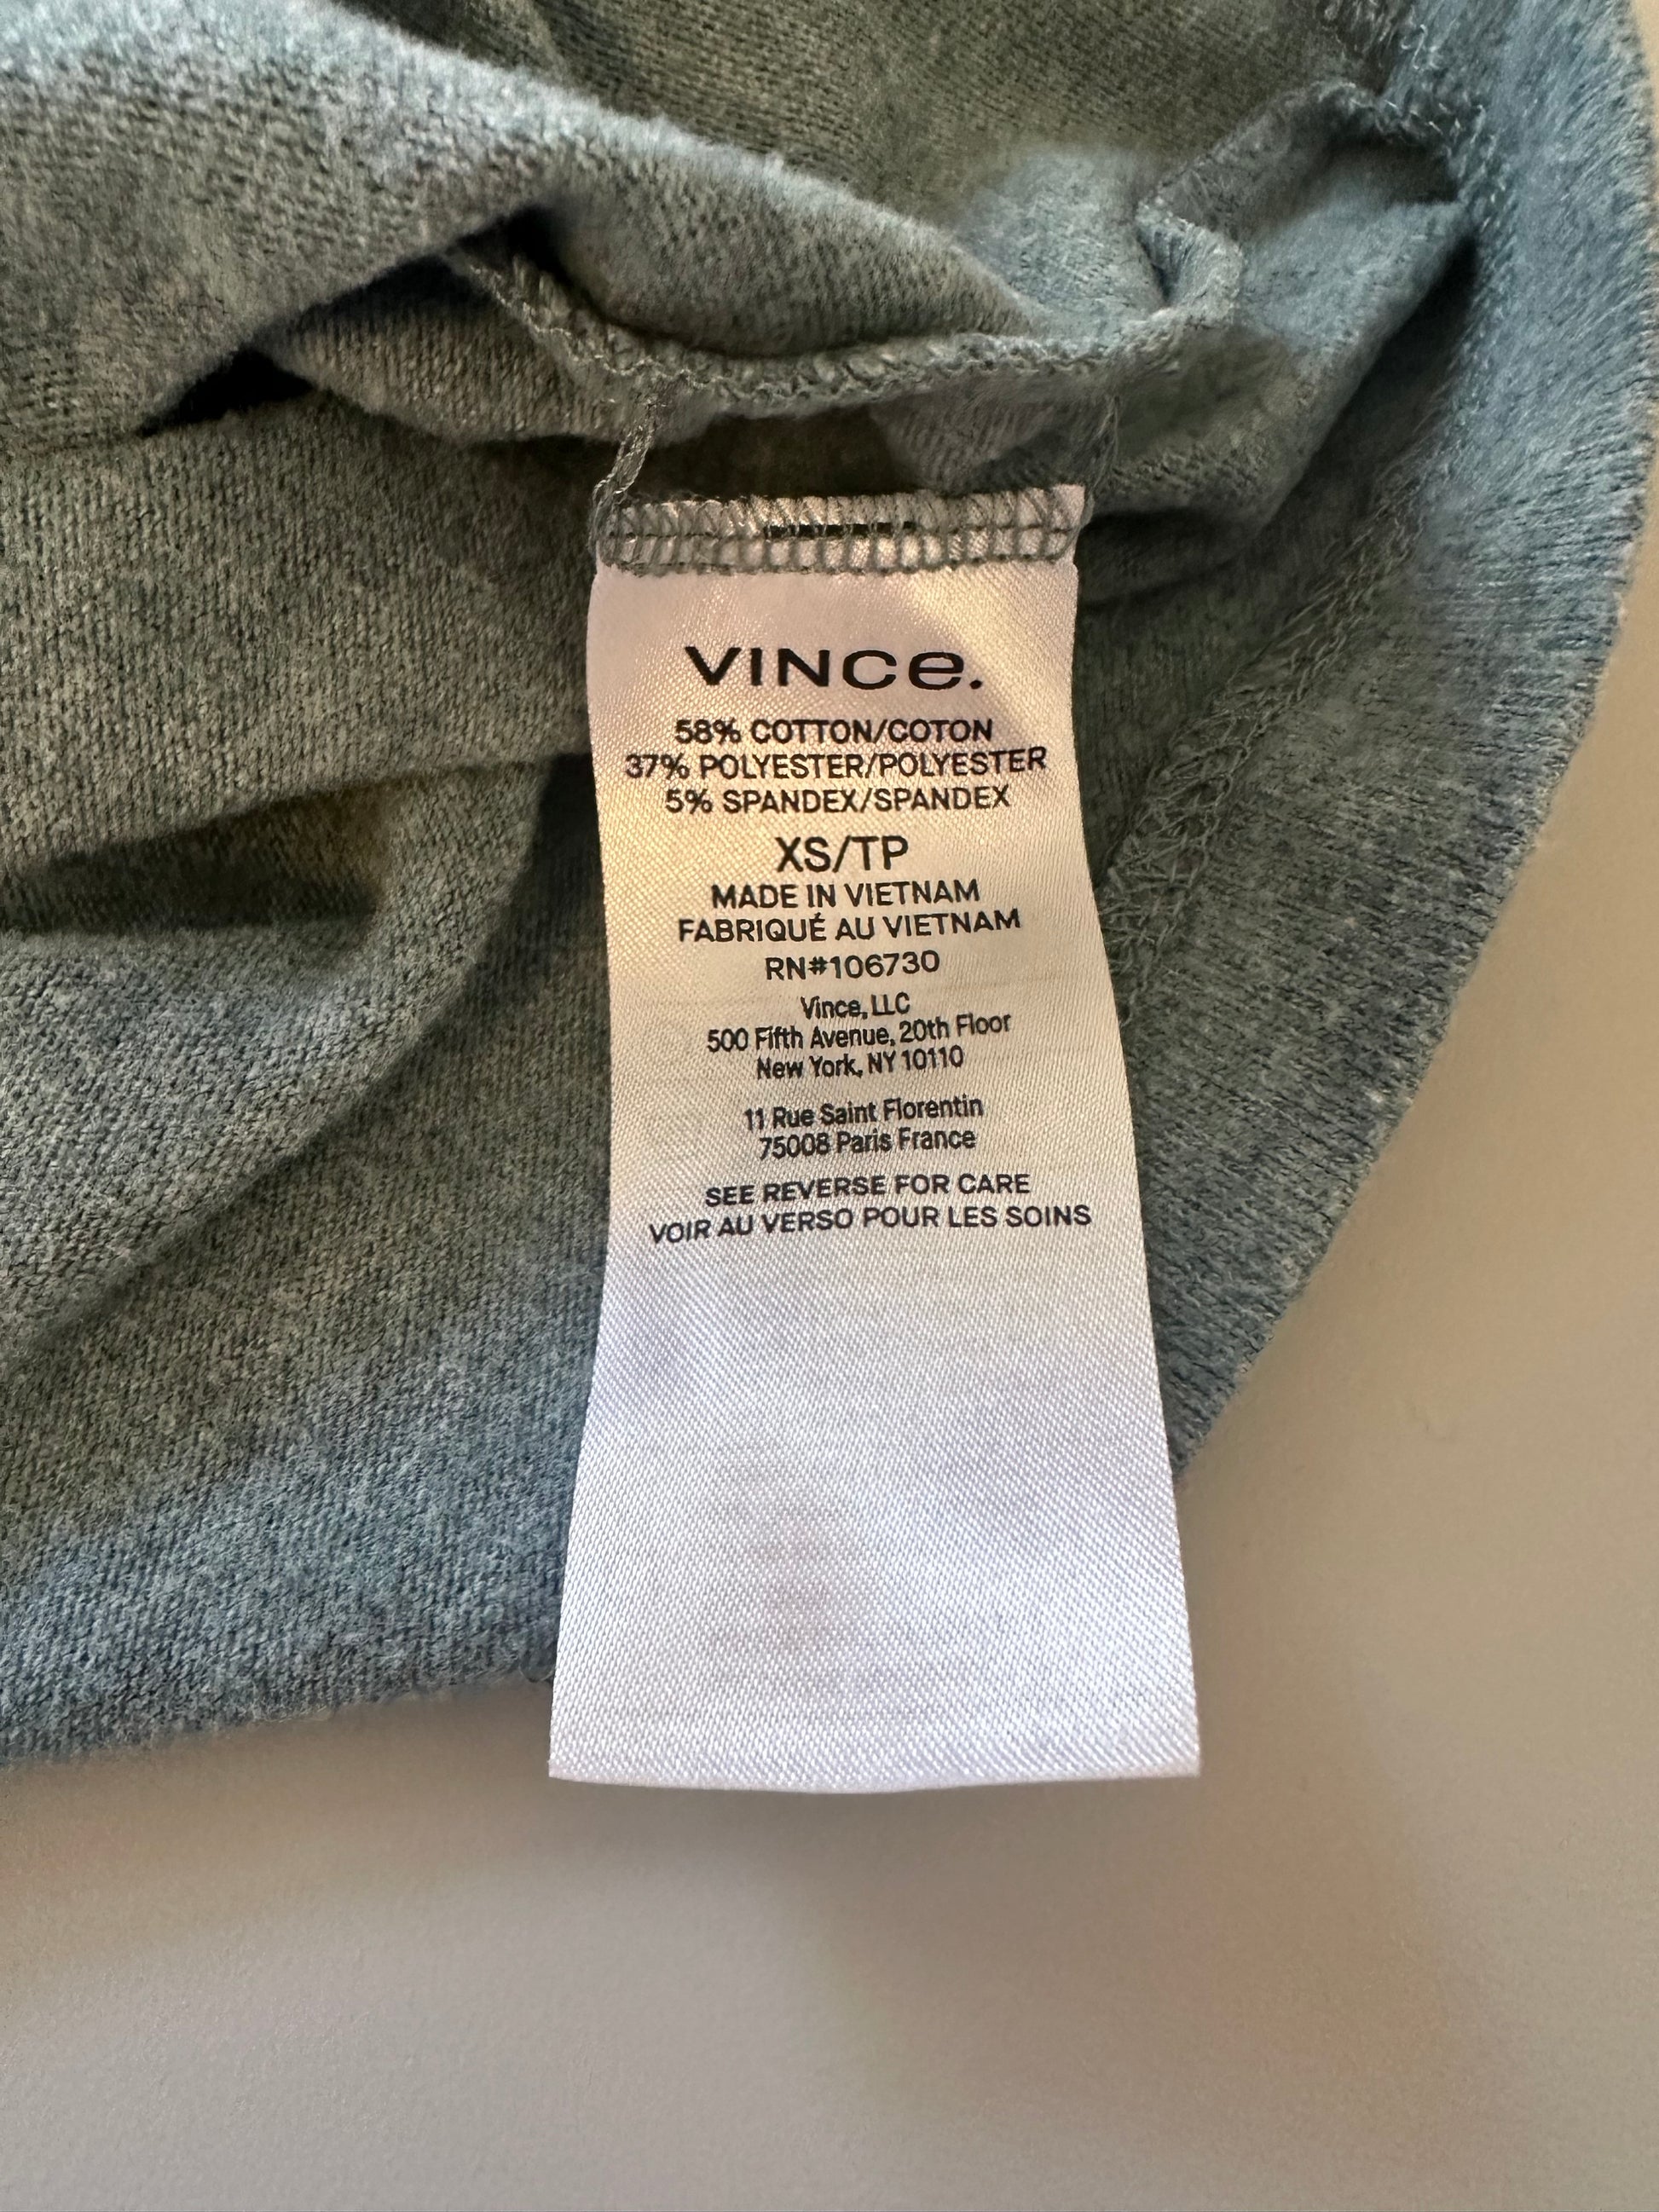 VINCe.
58% COTTON/COTON
37% POLYESTER/POLYESTER
5% SPANDEX/SPANDEX
XS/TP
MADE IN VIETNAM
FABRIQUÉ AU VIETNAM
RN#106730
Vince, LLC
500 Fifth Avenue, 20th Floor
New York, NY 10110
11 Rue Saint Florentin
75008 Paris France
SEE REVERSE FOR CARE
VOIR AU VERSO POUR LES SOINS